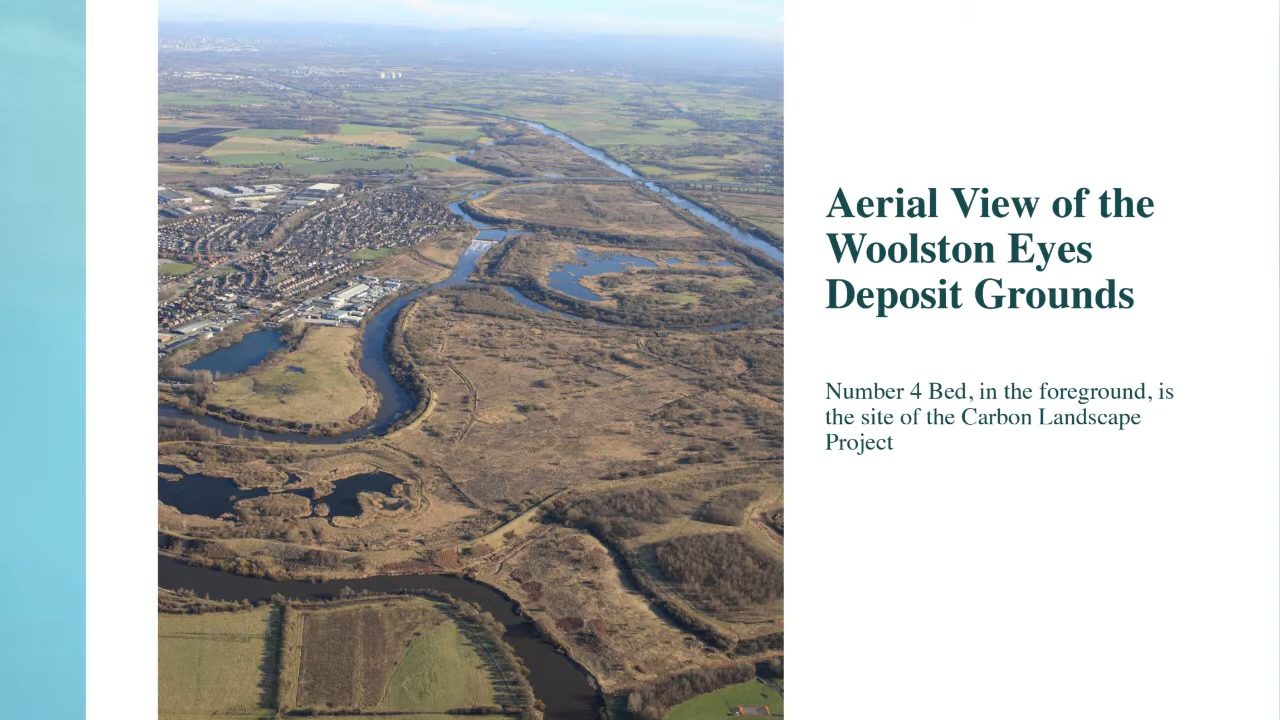 Aerial View of the
Woolston Eyes
Deposit Grounds
Number 4 Bed, in the foreground, is
the site of the Carbon Landscape
Project